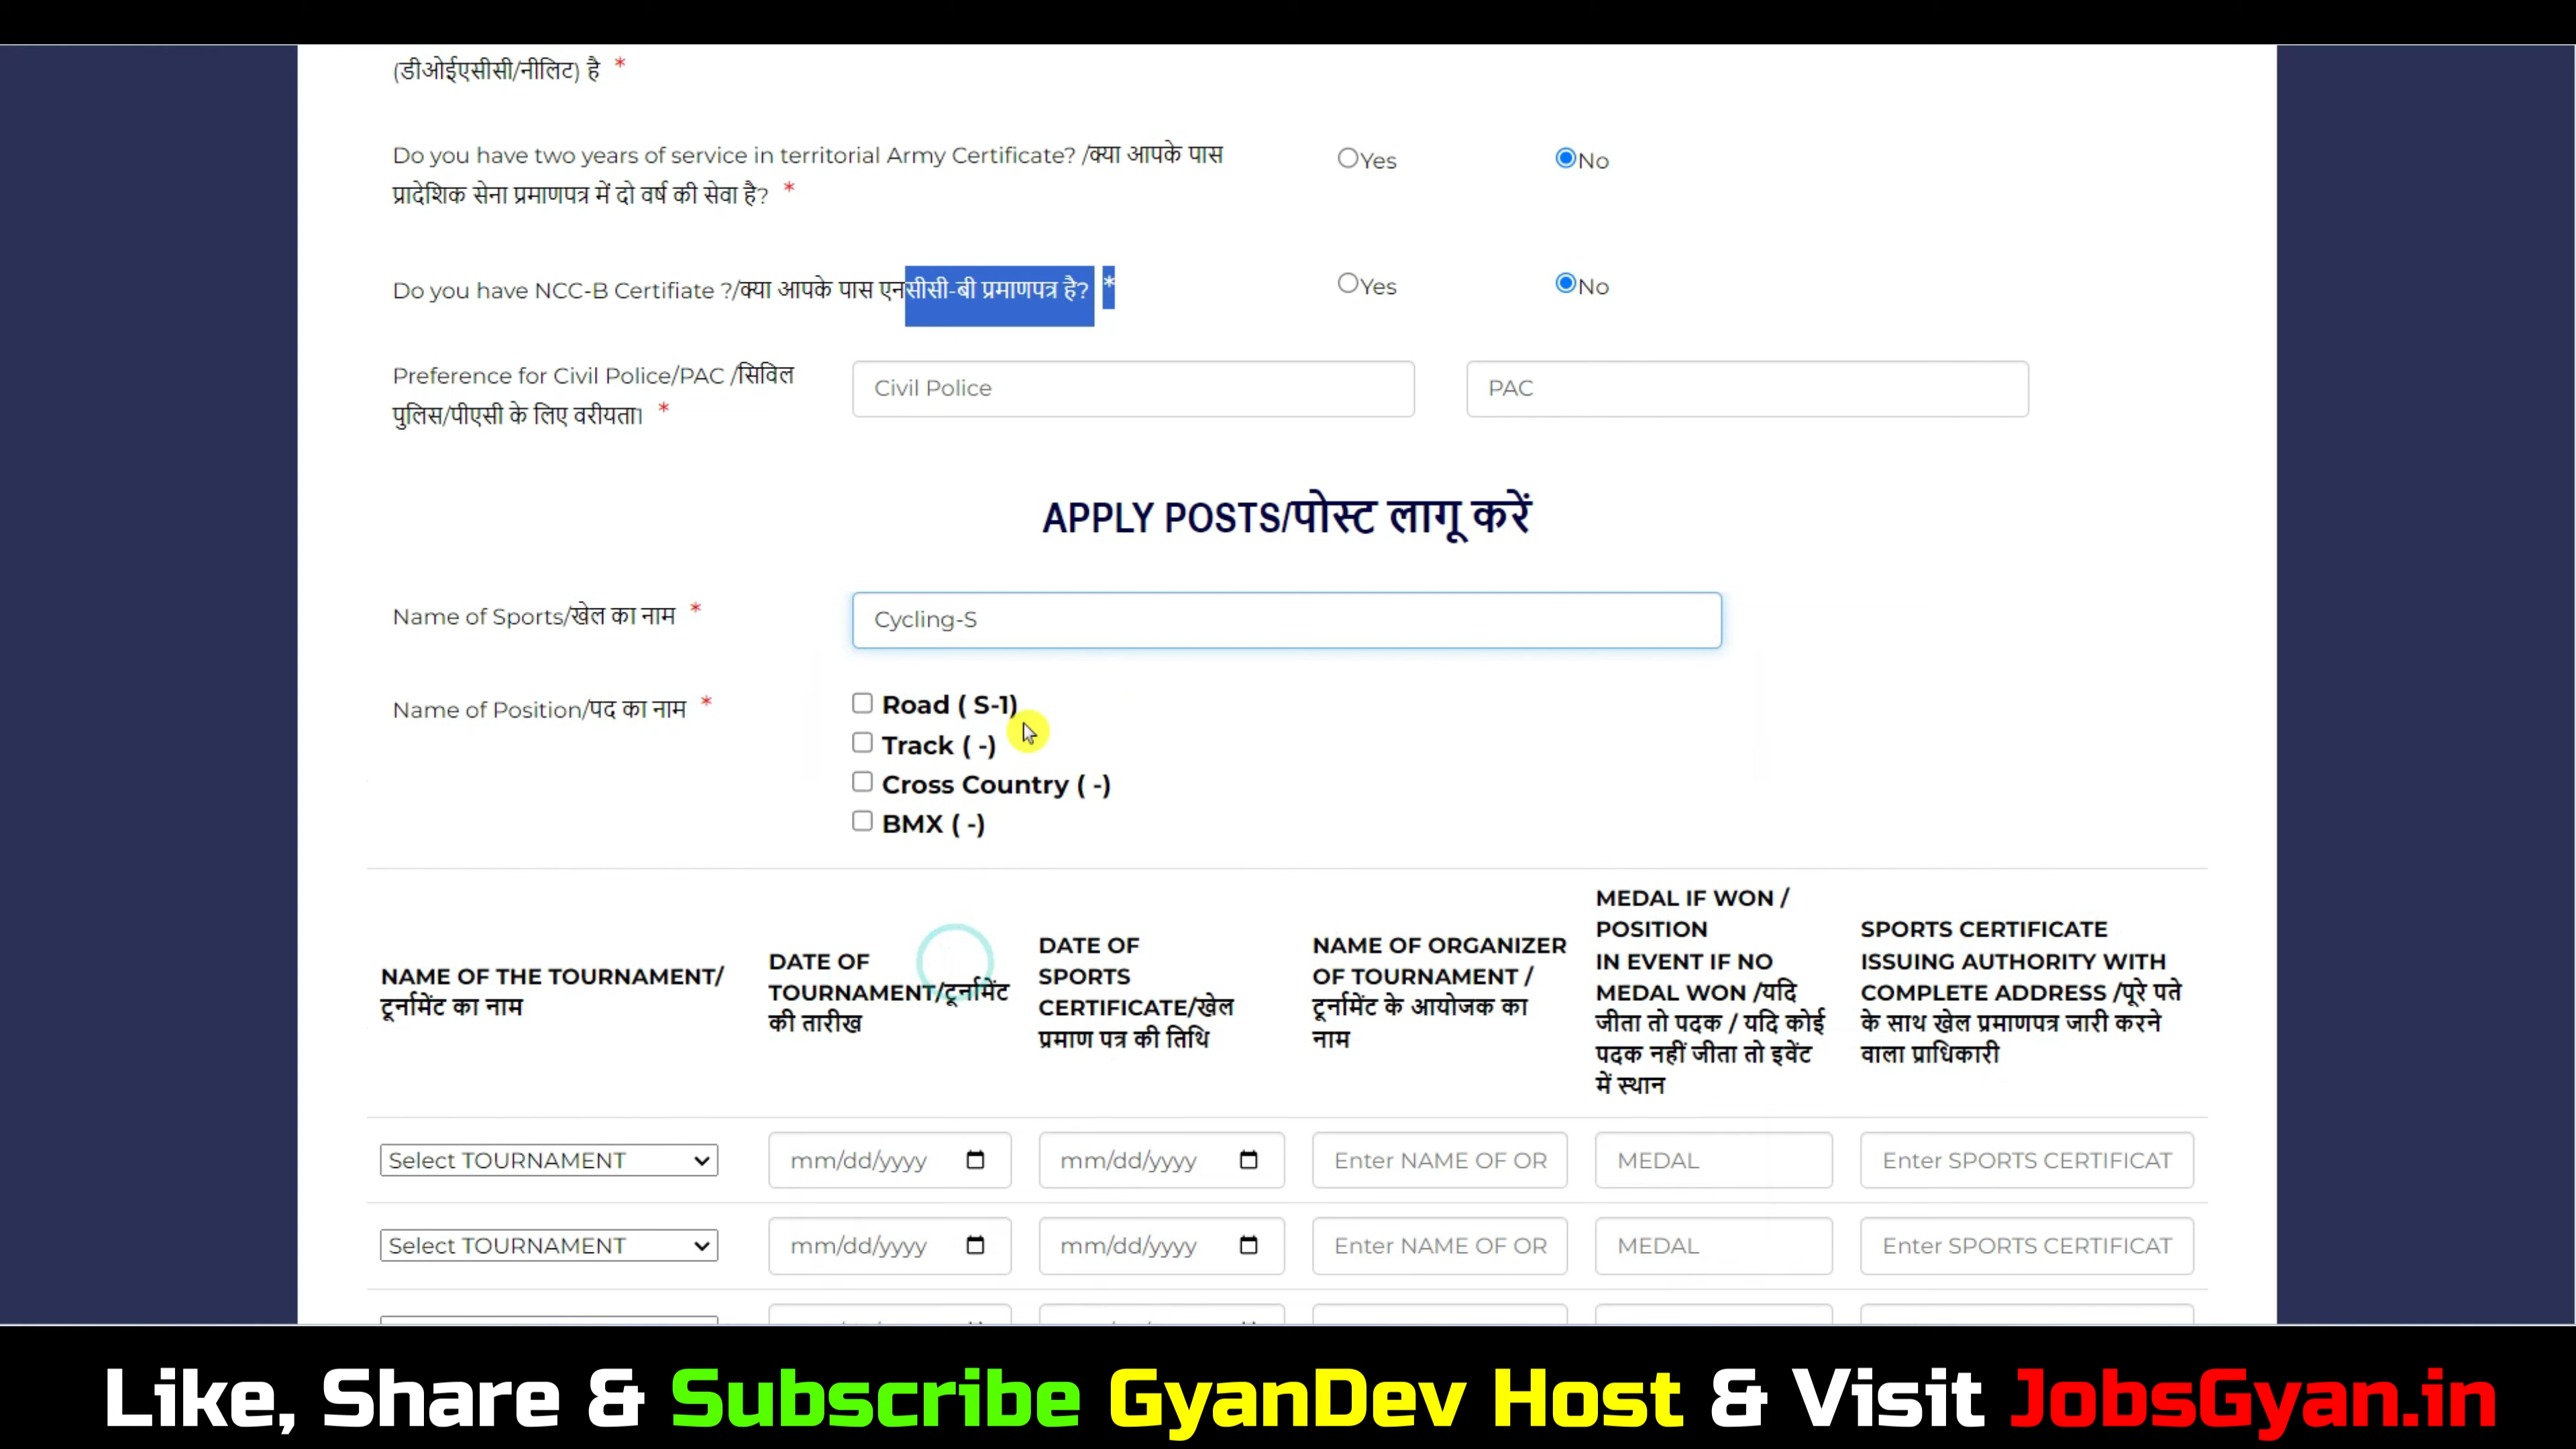 (डीओईएसीसी/नीलिट) है *
Do you have two years of service in territorial Army Certificate? /क्या आपके पास
प्रादेशिक सेना प्रमाणपत्र में दो वर्ष की सेवा है? *
Yes
No
Do you have NCC-B Certifiate ?/क्या आपके पास एनसीसी-बी प्रमाणपत्र है? *
Yes
No
Preference for Civil Police/PAC /सिविल
पुलिस/पीएसी के लिए वरीयता। *
Civil Police
PAC
APPLY POSTS/पोस्ट लागू करें
Name of Sports/खेल का नाम *
Cycling-S
Name of Position/पद का नाम *
Road ( S-1)
Track ( -)
Cross Country ( -)
BMX ( -)
NAME OF THE TOURNAMENT/
टूर्नामेंट का नाम
DATE OF
TOURNAMENT/टूर्नामेंट
की तारीख
DATE OF
SPORTS
CERTIFICATE/खेल
प्रमाण पत्र की तिथि
NAME OF ORGANIZER
OF TOURNAMENT /
टूर्नामेंट के आयोजक का
नाम
MEDAL IF WON /
POSITION
IN EVENT IF NO
MEDAL WON /यदि
जीता तो पदक / यदि कोई
पदक नहीं जीता तो इवेंट
में स्थान
SPORTS CERTIFICATE
ISSUING AUTHORITY WITH
COMPLETE ADDRESS /पूरे पते
के साथ खेल प्रमाणपत्र जारी करने
वाला प्राधिकारी
Select TOURNAMENT
mm/dd/yyyy
mm/dd/yyyy
Enter NAME OF OR
MEDAL
Enter SPORTS CERTIFICAT
Select TOURNAMENT
mm/dd/yyyy
mm/dd/yyyy
Enter NAME OF OR
MEDAL
Enter SPORTS CERTIFICAT
Like, Share & Subscribe GyanDev Host & Visit JobsGyan.in